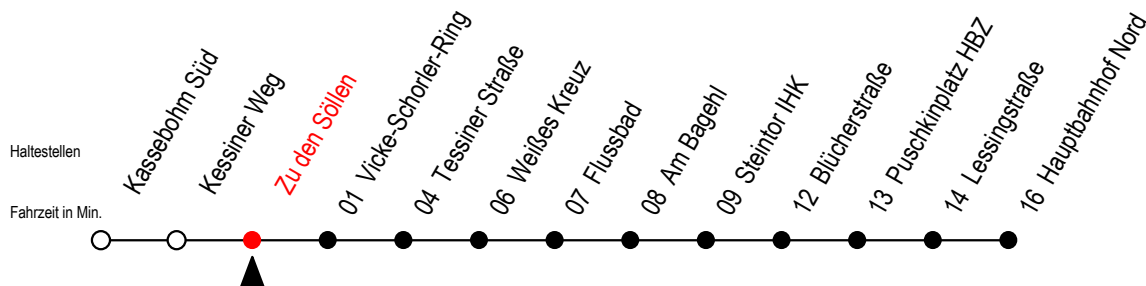 Haltestellen
Fahrzeit in Min.
Kassebohm Süd
Kessiner Weg
Zu den Söllen
01 Vicke-Schorler-Ring
04 Tessiner Straße
06 Weißes Kreuz
07 Flussbad
08 Am Bagehl
09 Steintor IHK
12 Blücherstraße
13 Puschkinplatz HBZ
14 Lessingstraße
16 Hauptbahnhof Nord